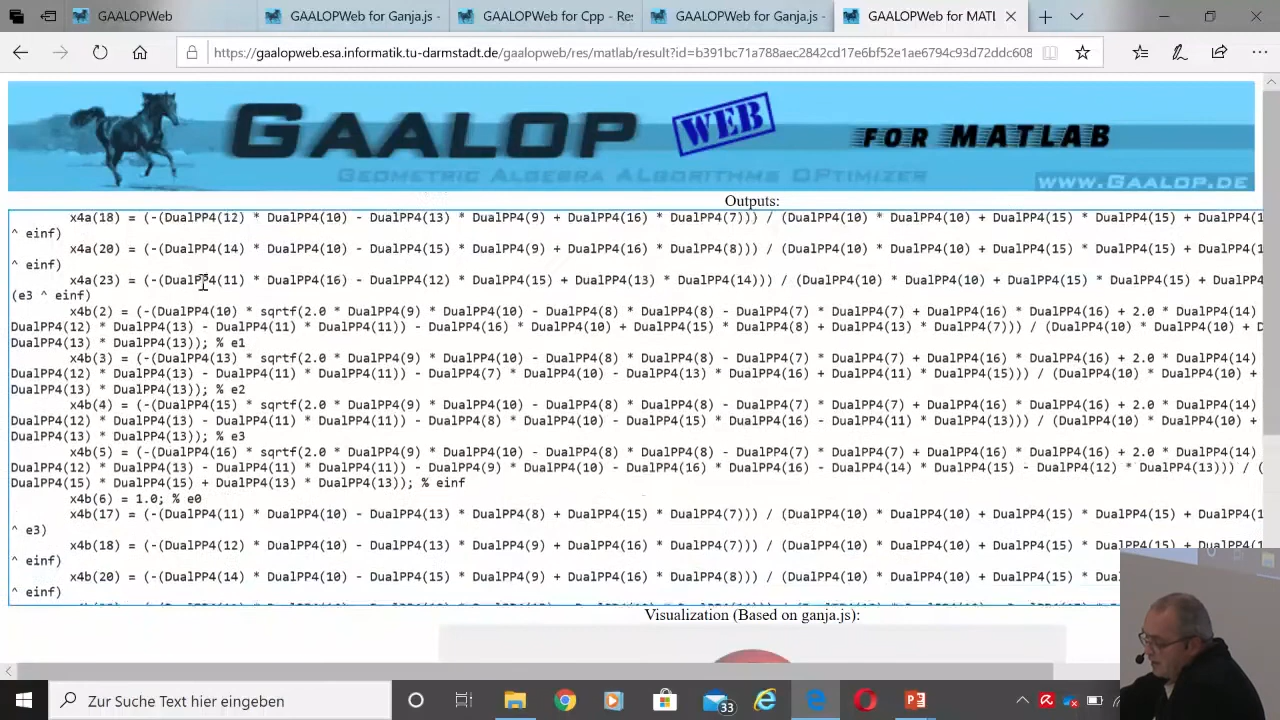 GAALOPWeb
GAALOPWeb for Ganja.js -
GAALOPWeb for Cpp - Res
GAALOPWeb for Ganja.js -
GAALOPWeb for MATL
https://gaalopweb.esa.informatik.tu-darmstadt.de/gaalopweb/res/matlab/result?id=b391bc71a788aec2842cd17e6bf52e1ae6794c93d72ddc608
GAALOP WEB FOR MATLAB
GEOMETRIC ALGEBRA ALGORITHMS OPTIMIZER
WWW.GAALOP.DE
Outputs:
x4a(18) = (-(DualPP4(12) * DualPP4(10) - DualPP4(13) * DualPP4(9) + DualPP4(16) * DualPP4(7))) / (DualPP4(10) * DualPP4(10) + DualPP4(15) * DualPP4(15) +
^ einf)
x4a(20) = (-(DualPP4(14) * DualPP4(10) - DualPP4(15) * DualPP4(9) + DualPP4(16) * DualPP4(8))) / (DualPP4(10) * DualPP4(10) + DualPP4(15) * DualPP4(15) +
^ einf)
x4a(23) = (-(DualPP4(11) * DualPP4(16) - DualPP4(12) * DualPP4(15) + DualPP4(13) * DualPP4(14))) / (DualPP4(10) * DualPP4(10) + DualPP4(15) * DualPP4(15) +
(e3 ^ einf)
x4b(2) = (-(DualPP4(10) * sqrtf(2.0 * DualPP4(9) * DualPP4(10) - DualPP4(8) * DualPP4(8) - DualPP4(7) * DualPP4(7) + DualPP4(16) * DualPP4(16) + 2.0 * DualPP4(14)
DualPP4(12) * DualPP4(13) - DualPP4(11) * DualPP4(11)) - DualPP4(16) * DualPP4(10) + DualPP4(15) * DualPP4(8) + DualPP4(13) * DualPP4(7))) / (DualPP4(10) * DualPP4(10) +
DualPP4(13) * DualPP4(13)); % e1
x4b(3) = (-(DualPP4(13) * sqrtf(2.0 * DualPP4(9) * DualPP4(10) - DualPP4(8) * DualPP4(8) - DualPP4(7) * DualPP4(7) + DualPP4(16) * DualPP4(16) + 2.0 * DualPP4(14)
DualPP4(12) * DualPP4(13) - DualPP4(11) * DualPP4(11)) - DualPP4(7) * DualPP4(10) - DualPP4(13) * DualPP4(16) + DualPP4(11) * DualPP4(15))) / (DualPP4(10) * DualPP4(10) +
DualPP4(13) * DualPP4(13)); % e2
x4b(4) = (-(DualPP4(15) * sqrtf(2.0 * DualPP4(9) * DualPP4(10) - DualPP4(8) * DualPP4(8) - DualPP4(7) * DualPP4(7) + DualPP4(16) * DualPP4(16) + 2.0 * DualPP4(14)
DualPP4(12) * DualPP4(13) - DualPP4(11) * DualPP4(11)) - DualPP4(8) * DualPP4(10) - DualPP4(15) * DualPP4(16) - DualPP4(11) * DualPP4(13))) / (DualPP4(10) * DualPP4(10) +
DualPP4(13) * DualPP4(13)); % e3
x4b(5) = (-(DualPP4(16) * sqrtf(2.0 * DualPP4(9) * DualPP4(10) - DualPP4(8) * DualPP4(8) - DualPP4(7) * DualPP4(7) + DualPP4(16) * DualPP4(16) + 2.0 * DualPP4(14)
DualPP4(12) * DualPP4(13) - DualPP4(11) * DualPP4(11)) - DualPP4(9) * DualPP4(10) - DualPP4(16) * DualPP4(16) - DualPP4(14) * DualPP4(15) - DualPP4(12) * DualPP4(13))) / (
DualPP4(15) * DualPP4(15) + DualPP4(13) * DualPP4(13)); % einf
x4b(6) = 1.0; % e0
x4b(17) = (-(DualPP4(11) * DualPP4(10) - DualPP4(13) * DualPP4(8) + DualPP4(15) * DualPP4(7))) / (DualPP4(10) * DualPP4(10) + DualPP4(15) * DualPP4(15) +
^ e3)
x4b(18) = (-(DualPP4(12) * DualPP4(10) - DualPP4(13) * DualPP4(9) + DualPP4(16) * DualPP4(7))) / (DualPP4(10) * DualPP4(10) + DualPP4(15) * DualPP4(15) +
^ einf)
x4b(20) = (-(DualPP4(14) * DualPP4(10) - DualPP4(15) * DualPP4(9) + DualPP4(16) * DualPP4(8))) / (DualPP4(10) * DualPP4(10) + DualPP4(15)
^ einf)
Visualization (Based on ganja.js):
Zur Suche Text hier eingeben
33